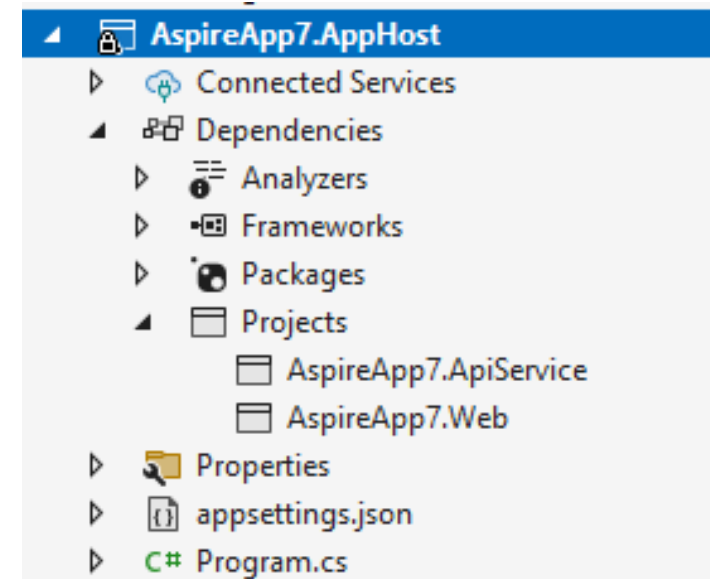 AspireApp7.AppHost
Connected Services
Dependencies
Analyzers
Frameworks
Packages
Projects
AspireApp7.ApiService
AspireApp7.Web
Properties
appsettings.json
C# Program.cs